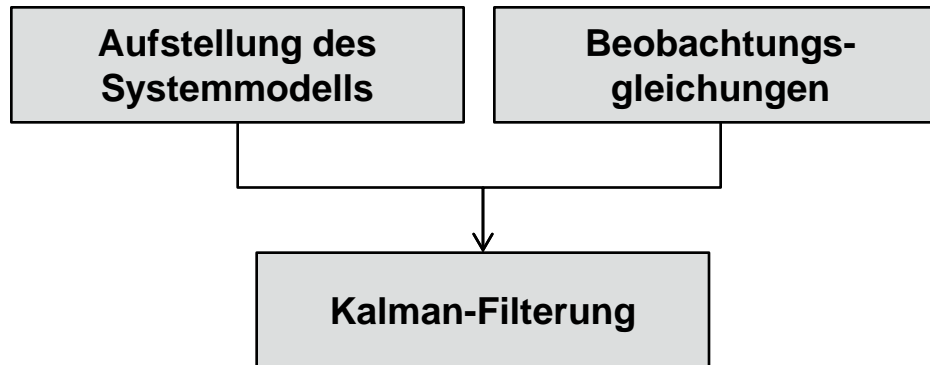 Aufstellung des
Systemmodells
Beobachtungs-
gleichungen
Kalman-Filterung